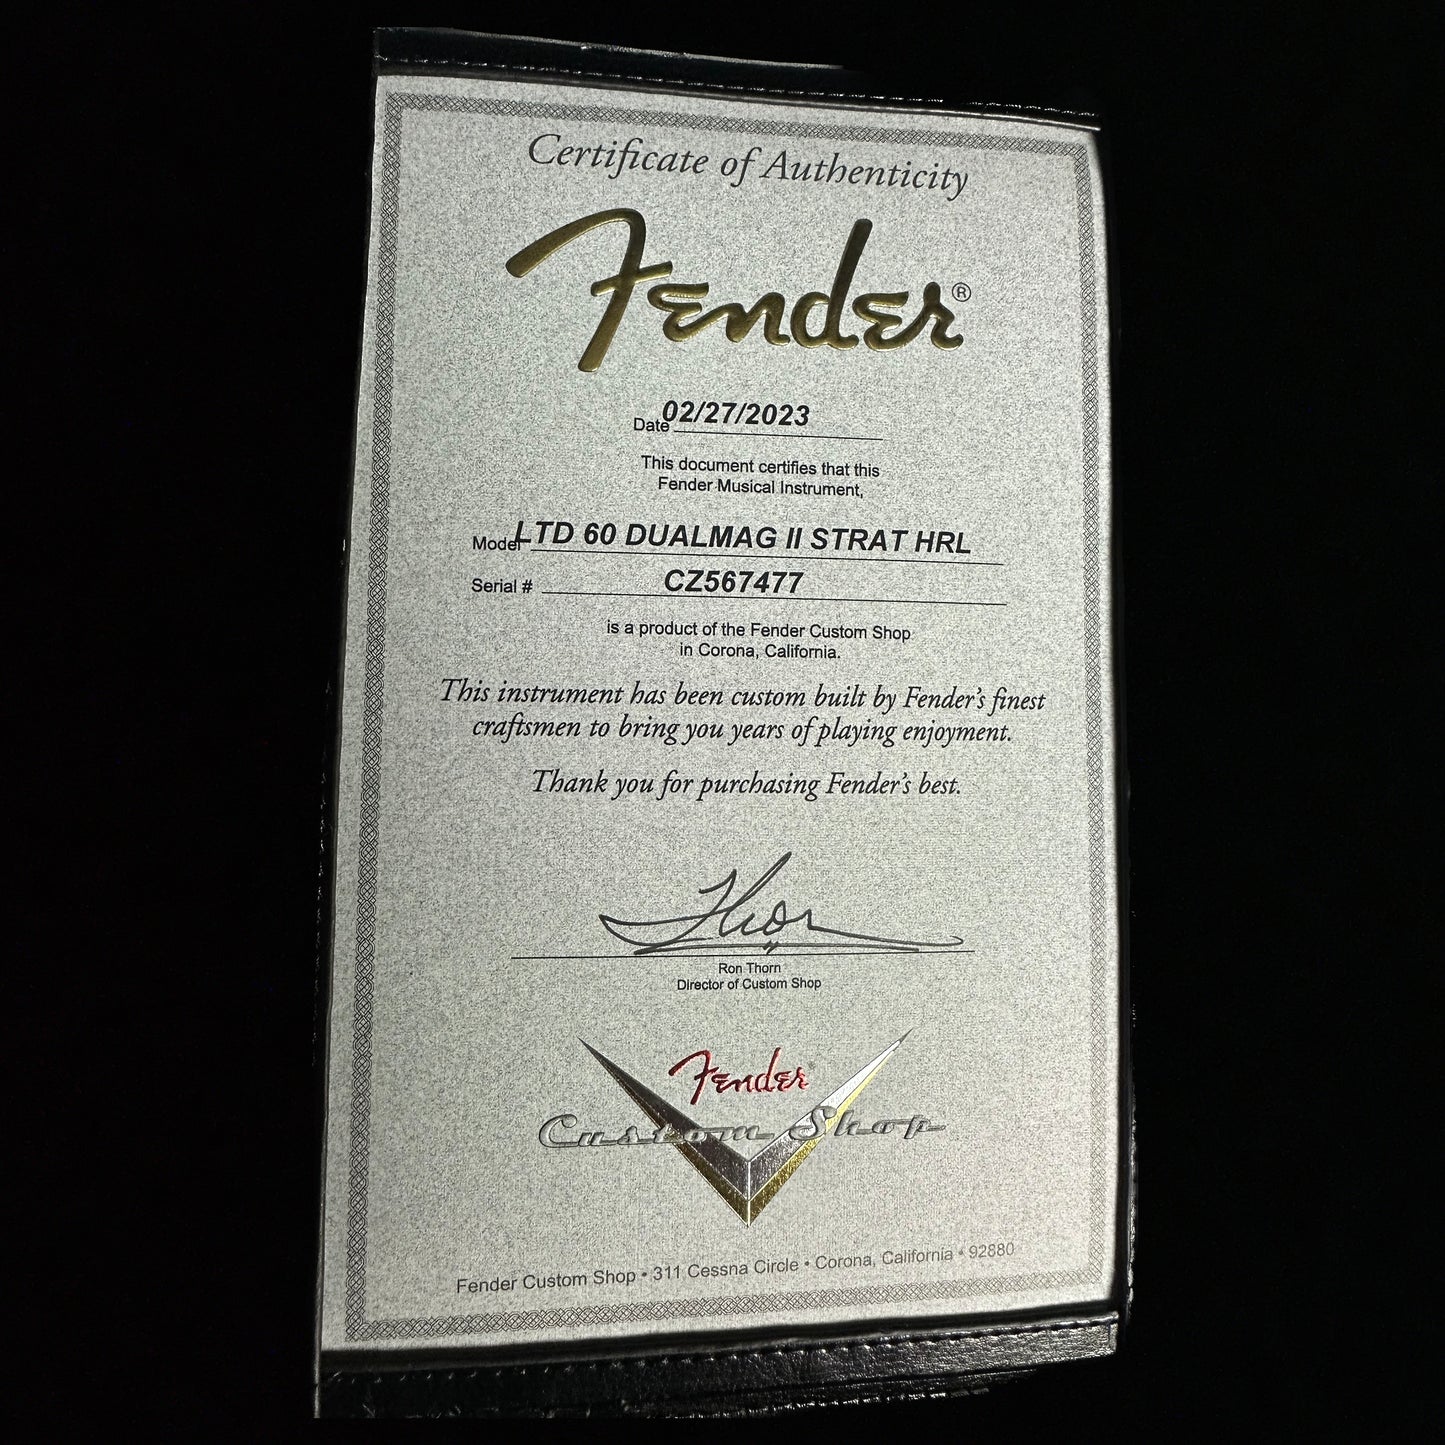 Certificate of Authenticity
Fender®
Date 02/27/2023
This document certifies that this
Fender Musical Instrument,
Model LTD 60 DUALMAG II STRAT HRL
Serial # CZ567477
is a product of the Fender Custom Shop
in Corona, California.
This instrument has been custom built by Fender's finest
craftsmen to bring you years of playing enjoyment.
Thank you for purchasing Fender's best.
Thor
Ron Thorn
Director of Custom Shop
Fender
Custom Shop
Fender Custom Shop • 311 Cessna Circle • Corona, California • 92880